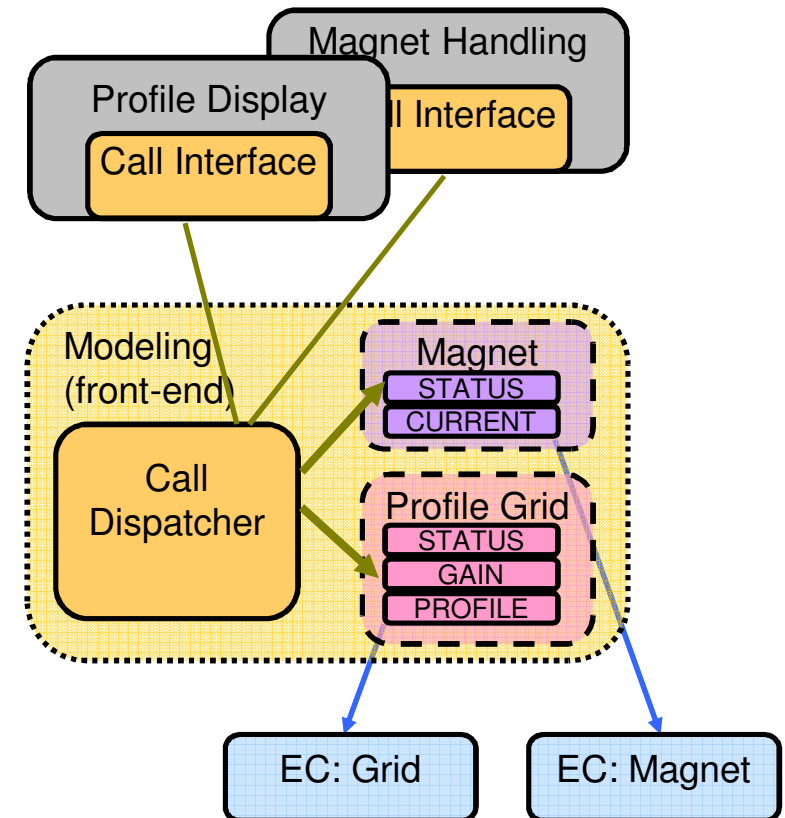 Magnet Handling
ll Interface
Profile Display
Call Interface
Modeling
(front-end)
Call
Dispatcher
Magnet
STATUS
CURRENT
Profile Grid
STATUS
GAIN
PROFILE
EC: Grid
EC: Magnet